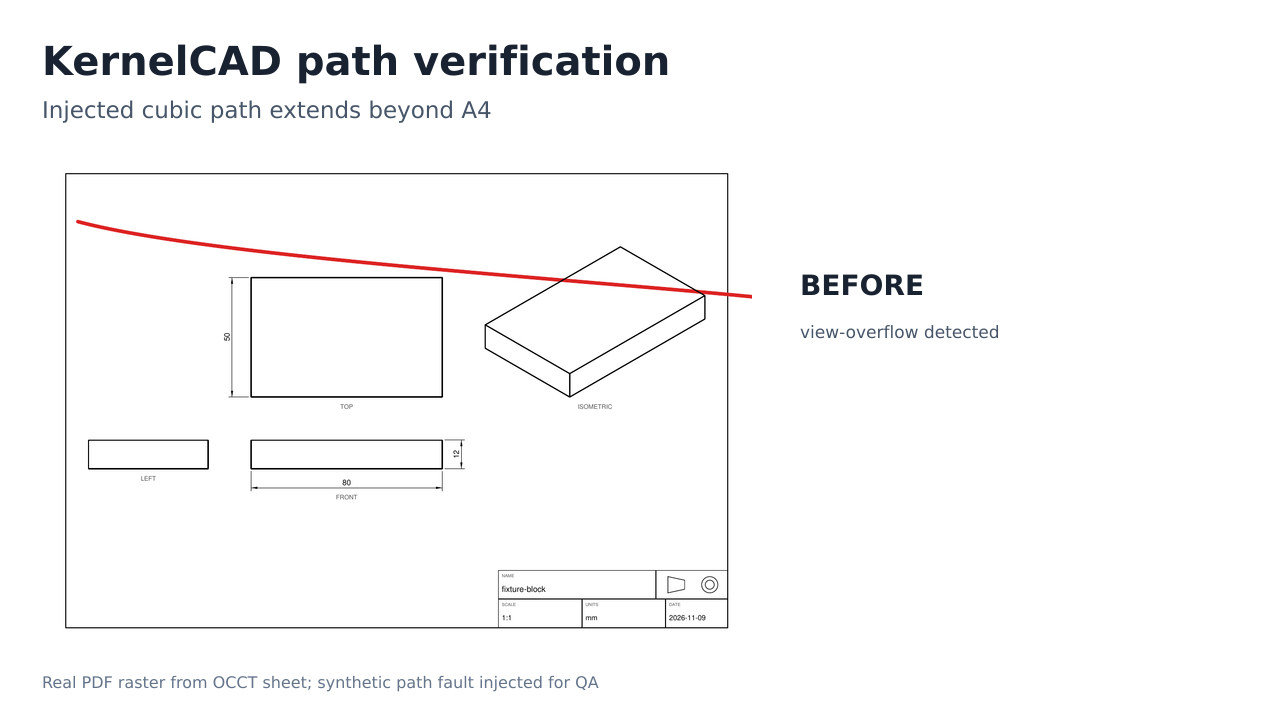 KernelCAD path verification
Injected cubic path extends beyond A4
BEFORE
view-overflow detected
50
TOP
ISOMETRIC
12
LEFT
80
FRONT
NAME
fixture-block
SCALE
1:1
UNITS
mm
DATE
2026-11-09
Real PDF raster from OCCT sheet; synthetic path fault injected for QA